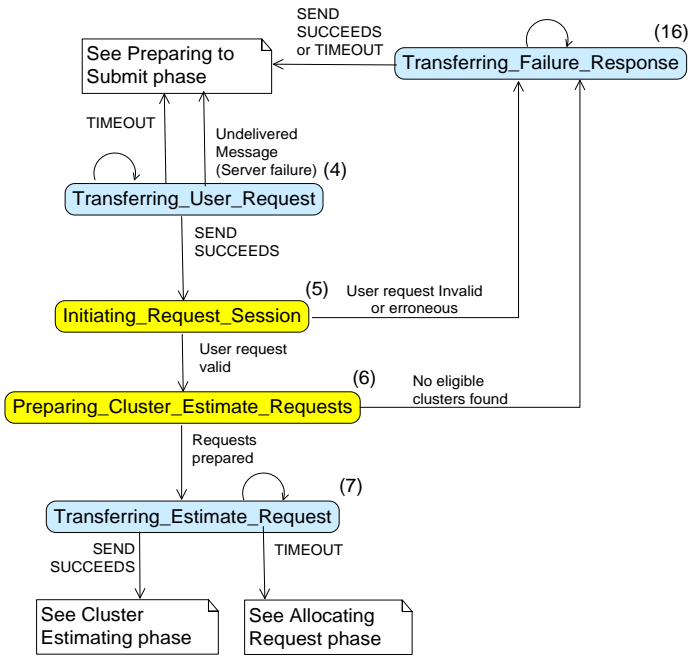 SEND
SUCCEEDS
or TIMEOUT
(16)
See Preparing to
Submit phase
Transferring_Failure_Response
TIMEOUT
Undelivered
Message
(Server failure)
(4)
Transferring_User_Request
SEND
SUCCEEDS
(5)
User request Invalid
or erroneous
Initiating_Request_Session
User request
valid
(6)
No eligible
clusters found
Preparing_Cluster_Estimate_Requests
Requests
prepared
(7)
Transferring_Estimate_Request
SEND
SUCCEEDS
TIMEOUT
See Cluster
Estimating phase
See Allocating
Request phase